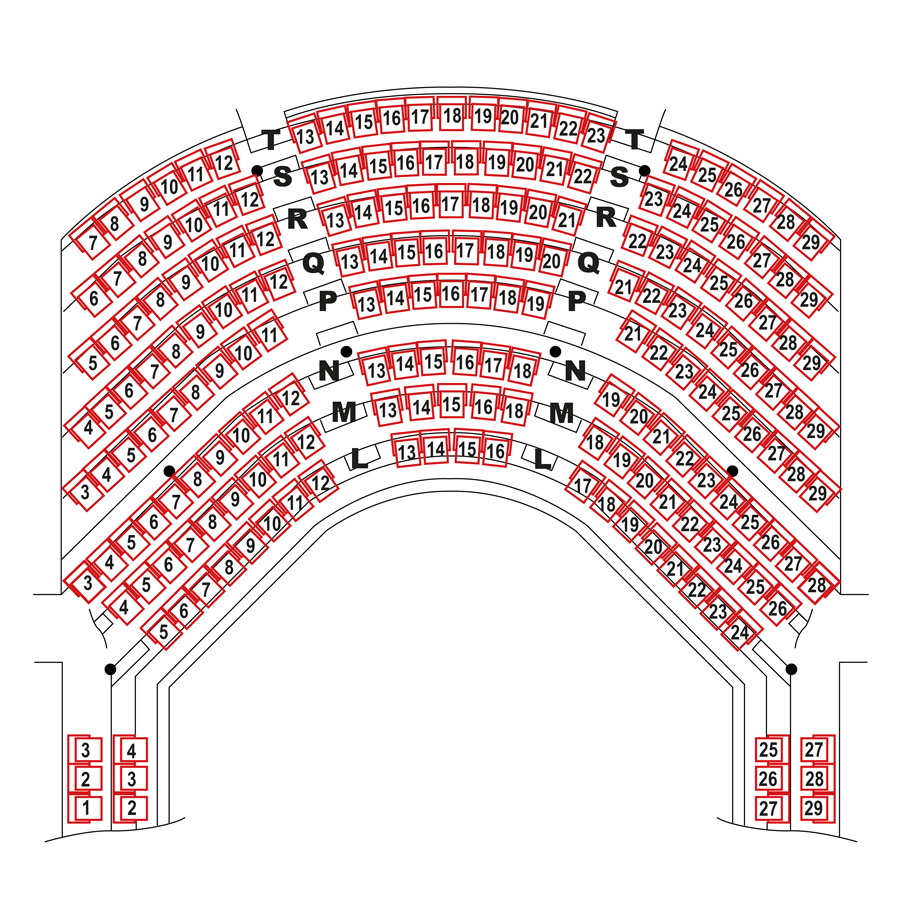 7 8 9 10 11 12 T 13 14 15 16 17 18 19 20 21 22 23 T 24 25 26 27 28 29
6 7 8 9 10 11 12 S 13 14 15 16 17 18 19 20 21 22 S 23 24 25 26 27 28 29
5 6 7 8 9 10 11 12 R 13 14 15 16 17 18 19 20 21 R 22 23 24 25 26 27 28 29
4 5 6 7 8 9 10 11 12 Q 13 14 15 16 17 18 19 20 Q 21 22 23 24 25 26 27 28 29
3 4 5 6 7 8 9 10 11 P 13 14 15 16 17 18 19 P 21 22 23 24 25 26 27 28 29
3 4 5 6 7 8 9 10 11 12 N 13 14 15 16 17 18 N 19 20 21 22 23 24 25 26 27 28
4 5 6 7 8 9 10 11 12 M 13 14 15 16 18 M 18 19 20 21 22 23 24 25 26
5 6 7 8 9 10 11 12 L 13 14 15 16 L 17 18 19 20 21 22 23 24
3 4 25 27
2 3 26 28
1 2 27 29